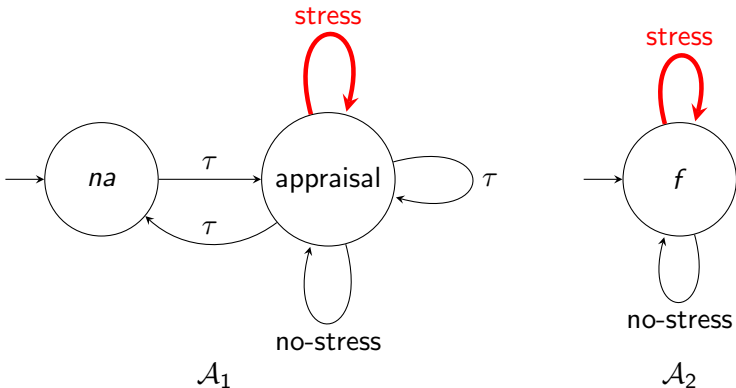 stress
stress
na
τ
appraisal
τ
f
τ
no-stress
no-stress
𝒜₁
𝒜₂